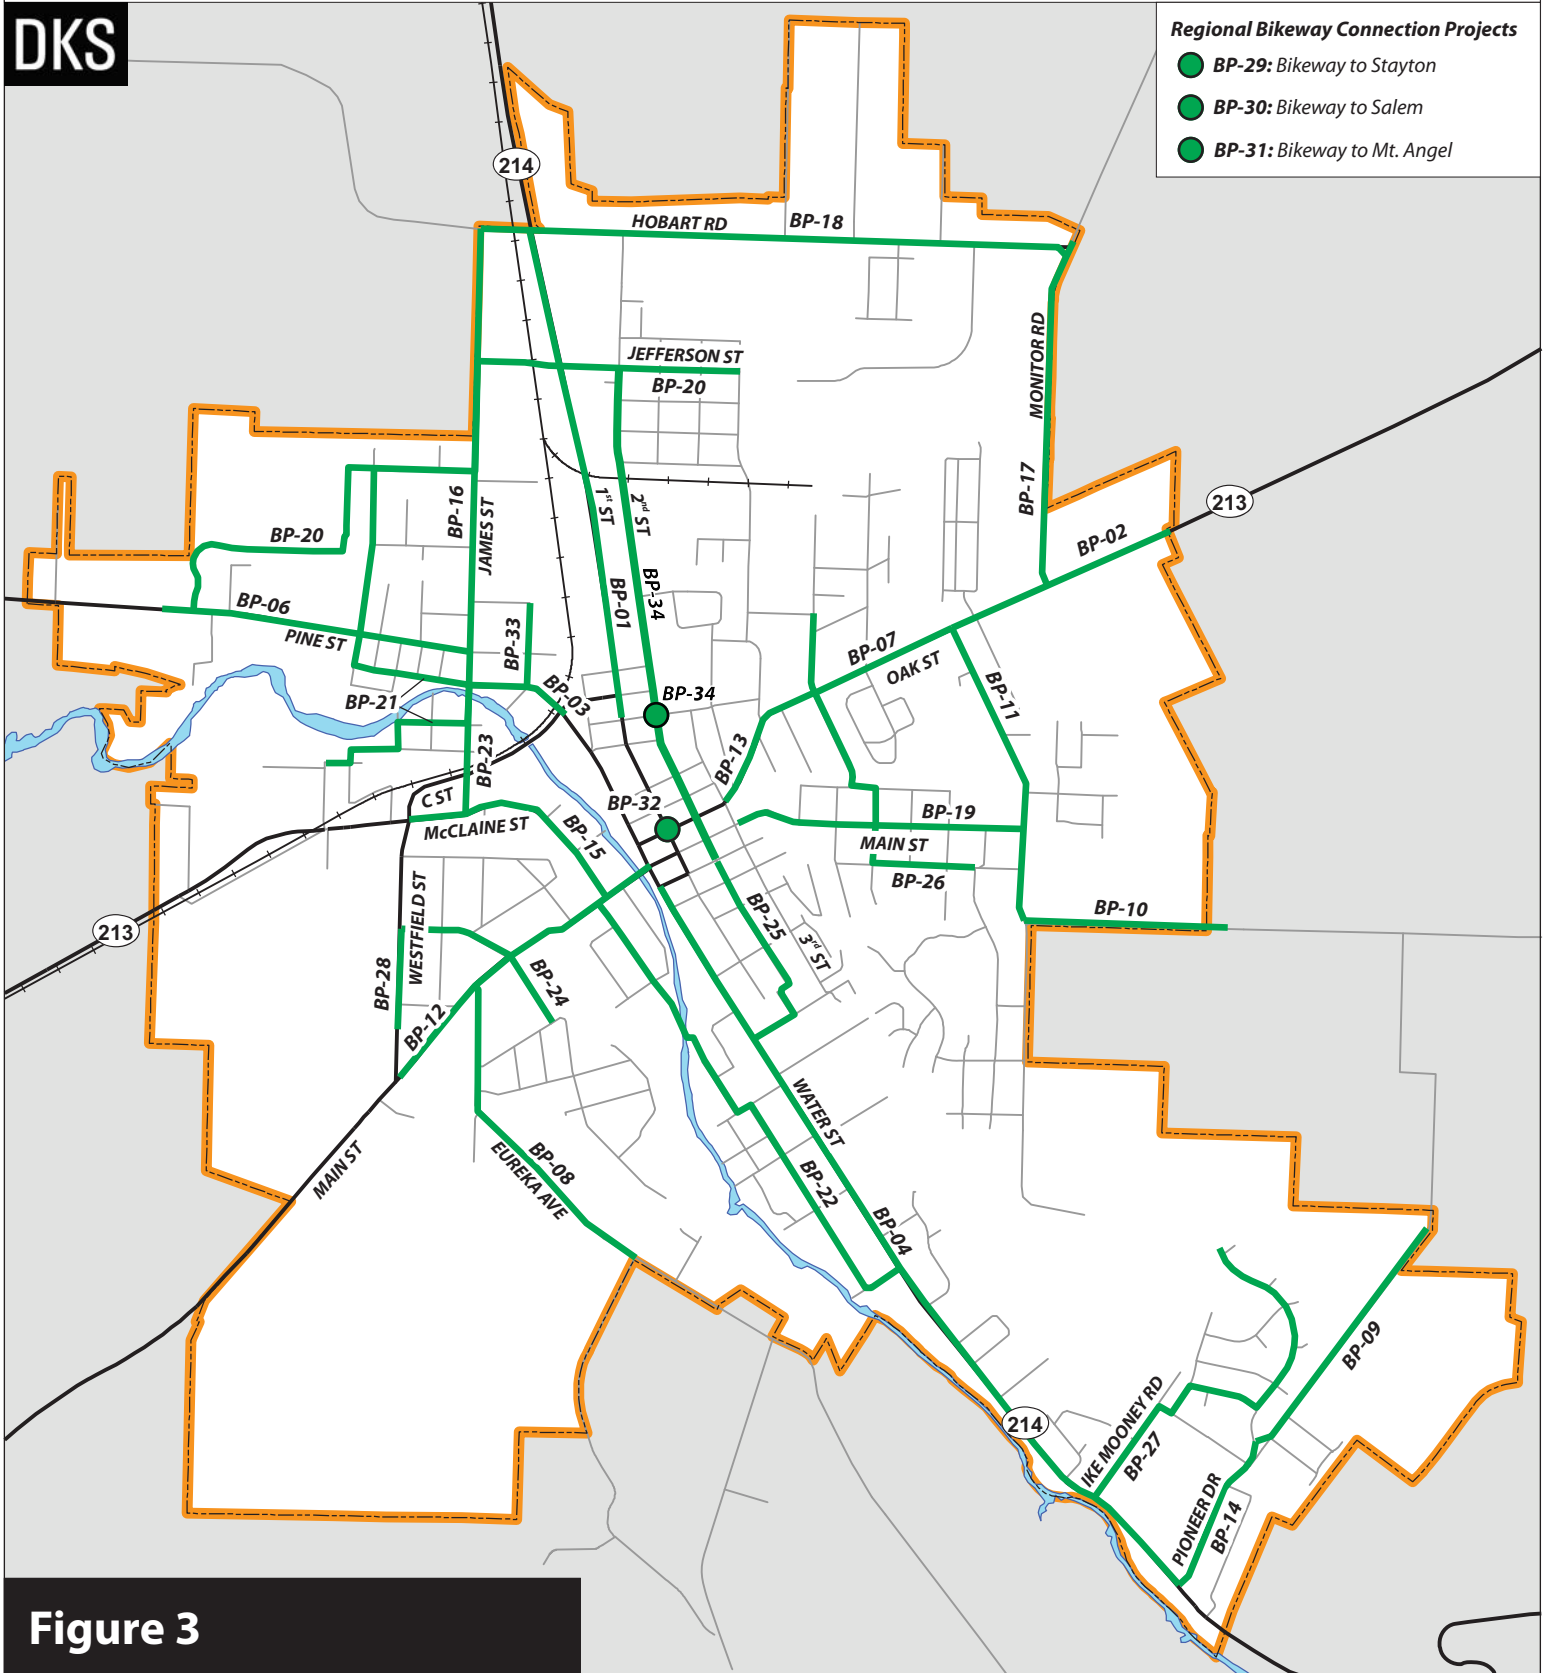 DKS
Regional Bikeway Connection Projects
BP-29: Bikeway to Stayton
BP-30: Bikeway to Salem
BP-31: Bikeway to Mt. Angel
214
HOBART RD
BP-18
MONITOR RD
JEFFERSON ST
BP-20
BP-17
213
BP-16
JAMES ST
1st ST
2nd ST
BP-20
BP-02
BP-06
PINE ST
BP-33
BP-01
BP-34
BP-07
OAK ST
BP-11
BP-21
BP-03
BP-34
BP-23
BP-13
C ST
McCLAINE ST
BP-32
BP-15
BP-19
MAIN ST
BP-26
BP-10
213
WESTFIELD ST
BP-28
BP-12
BP-24
BP-25
3rd ST
WATER ST
MAIN ST
BP-08
EUREKA AVE
BP-22
BP-04
BP-09
214
IKE MOONEY RD
BP-27
PIONEER DR
BP-14
Figure 3